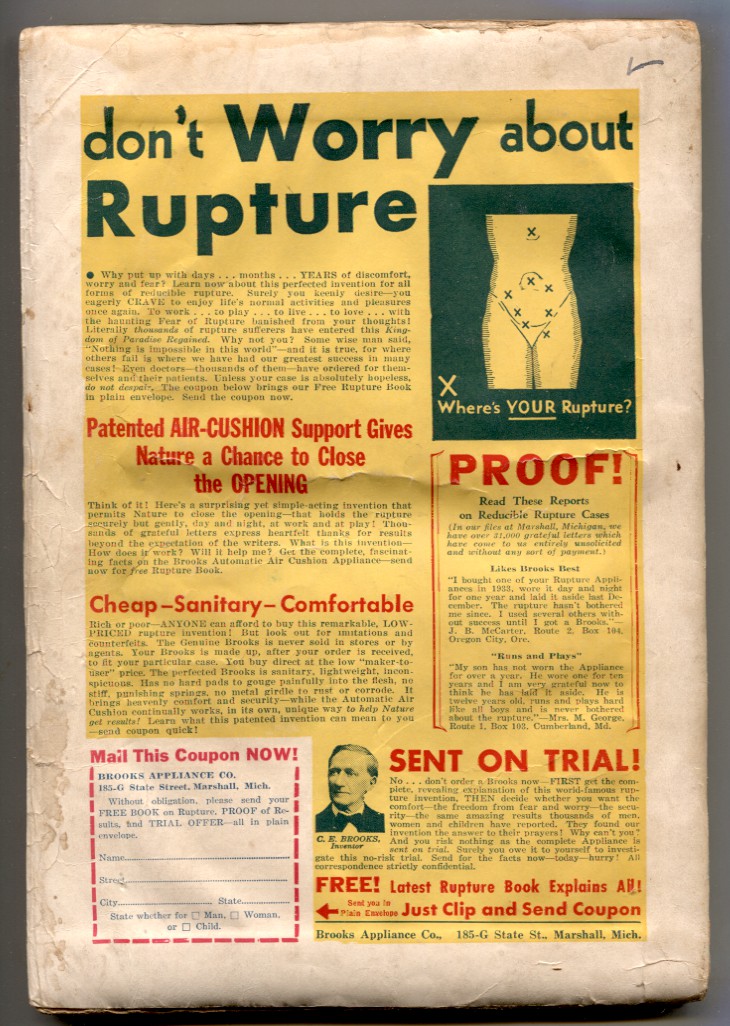 don't Worry about
Rupture
● Why put up with days . . . months . . . YEARS of discomfort,
worry and fear? Learn now about this perfected invention for all
forms of reducible rupture. Surely you keenly desire—you
eagerly CRAVE to enjoy life's normal activities and pleasures
once again. To work . . . to play . . . to live . . . to love . . . with
the haunting Fear of Rupture banished from your thoughts!
Literally thousands of rupture sufferers have entered this King-
dom of Paradise Regained. Why not you? Some wise man said,
"Nothing is impossible in this world"—and it is true, for where
others fail is where we have had our greatest success in many
cases! Even doctors—thousands of them—have ordered for them-
selves and their patients. Unless your case is absolutely hopeless,
do not despair. The coupon below brings our Free Rupture Book
in plain envelope. Send the coupon now.
X
Where's YOUR Rupture?
Patented AIR-CUSHION Support Gives
Nature a Chance to Close
the OPENING
Think of it! Here's a surprising yet simple-acting invention that
permits Nature to close the opening—that holds the rupture
securely but gently, day and night, at work and at play! Thou-
sands of grateful letters express heartfelt thanks for results
beyond the expectation of the writers. What is this invention—
How does it work? Will it help me? Get the complete, fascinat-
ing facts on the Brooks Automatic Air Cushion Appliance—send
now for free Rupture Book.
Cheap–Sanitary–Comfortable
Rich or poor—ANYONE can afford to buy this remarkable, LOW-
PRICED rupture invention! But look out for imitations and
counterfeits. The Genuine Brooks is never sold in stores or by
agents. Your Brooks is made up, after your order is received,
to fit your particular case. You buy direct at the low "maker-to-
user" price. The perfected Brooks is sanitary, lightweight, incon-
spicuous. Has no hard pads to gouge painfully into the flesh, no
stiff, punishing springs, no metal girdle to rust or corrode. It
brings heavenly comfort and security—while the Automatic Air
Cushion continually works, in its own, unique way to help Nature
get results! Learn what this patented invention can mean to you
—send coupon quick!
PROOF!
Read These Reports
on Reducible Rupture Cases
(In our files at Marshall, Michigan, we
have over 31,000 grateful letters which
have come to us entirely unsolicited
and without any sort of payment.)
Likes Brooks Best
"I bought one of your Rupture Appli-
ances in 1933, wore it day and night
for one year and laid it aside last De-
cember. The rupture hasn't bothered
me since. I used several others with-
out success until I got a Brooks."—
J. B. McCarter, Route 2, Box 104,
Oregon City, Ore.
"Runs and Plays"
"My son has not worn the Appliance
for over a year. He wore one for ten
years and I am very grateful now to
think he has laid it aside. He is
twelve years old, runs and plays hard
like all boys and is never bothered
about the rupture."—Mrs. M. George,
Route 1, Box 103, Cumberland, Md.
Mail This Coupon NOW!
BROOKS APPLIANCE CO.
185-G State Street, Marshall, Mich.
Without obligation, please send your
FREE BOOK on Rupture, PROOF of Re-
sults, and TRIAL OFFER—all in plain
envelope.
Name
Street
City State
State whether for □ Man, □ Woman,
or □ Child.
C. E. BROOKS,
Inventor
SENT ON TRIAL!
No . . . don't order a Brooks now—FIRST get the com-
plete, revealing explanation of this world-famous rup-
ture invention, THEN decide whether you want the
comfort—the freedom from fear and worry—the secu-
rity—the same amazing results thousands of men,
women and children have reported. They found our
invention the answer to their prayers! Why can't you?
And you risk nothing as the complete Appliance is
sent on trial. Surely you owe it to yourself to investi-
gate this no-risk trial. Send for the facts now—today—hurry! All
correspondence strictly confidential.
FREE! Latest Rupture Book Explains All!
Sent you in
Plain Envelope Just Clip and Send Coupon
Brooks Appliance Co., 185-G State St., Marshall, Mich.